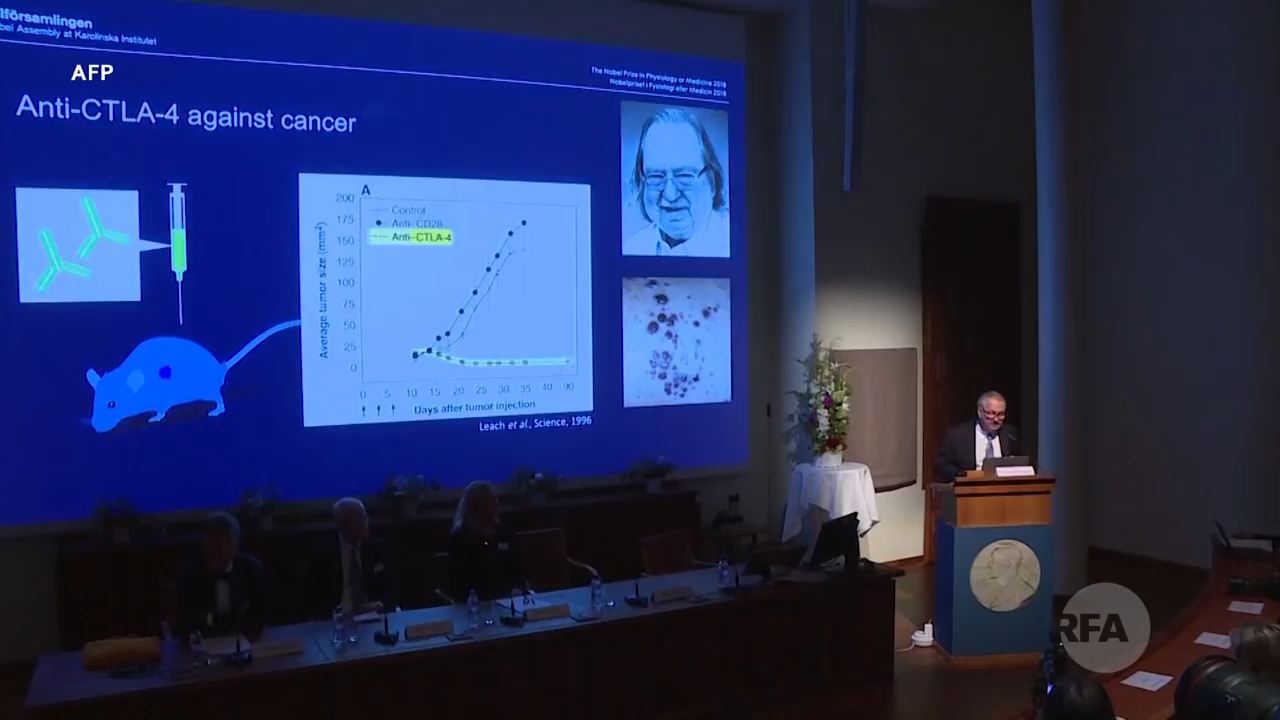 lförsamlingen
bel Assembly at Karolinska Institutet
AFP
The Nobel Prize in Physiology or Medicine 2018
Nobelpriset i Fysiologi eller Medicin 2018
Anti-CTLA-4 against cancer
A
Control
Anti-CD28
Anti-CTLA-4
Average tumor size (mm²)
200
175
150
125
100
75
50
25
0
0 5 10 15 20 25 30 35 40 90
Days after tumor injection
Leach et al., Science, 1996
RFA